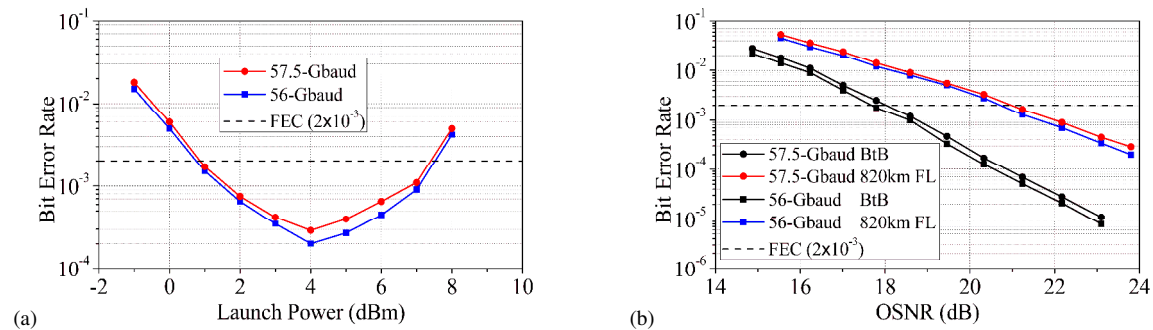 Bit Error Rate
10-1
10-2
10-3
10-4
57.5-Gbaud
56-Gbaud
FEC (2x10-3)
-2 0 2 4 6 8 10
Launch Power (dBm)
(a)
Bit Error Rate
10-1
10-2
10-3
10-4
10-5
10-6
57.5-Gbaud BtB
57.5-Gbaud 820km FL
56-Gbaud BtB
56-Gbaud 820km FL
FEC (2x10-3)
14 16 18 20 22 24
OSNR (dB)
(b)